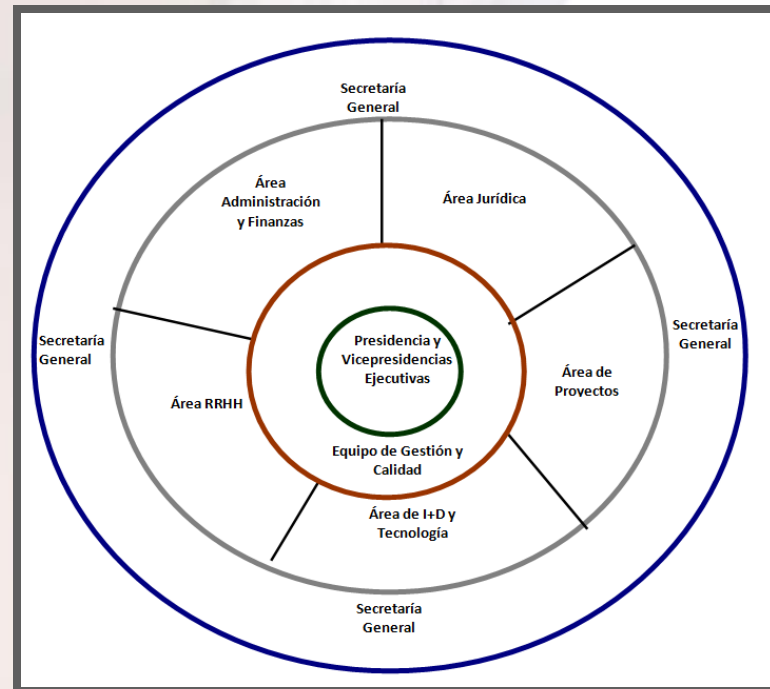 Secretaría
General
Área
Administración
y Finanzas
Área Jurídica
Secretaría
General
Presidencia y
Vicepresidencias
Ejecutivas
Secretaría
General
Área RRHH
Área de
Proyectos
Equipo de Gestión y
Calidad
Área de I+D y
Tecnología
Secretaría
General